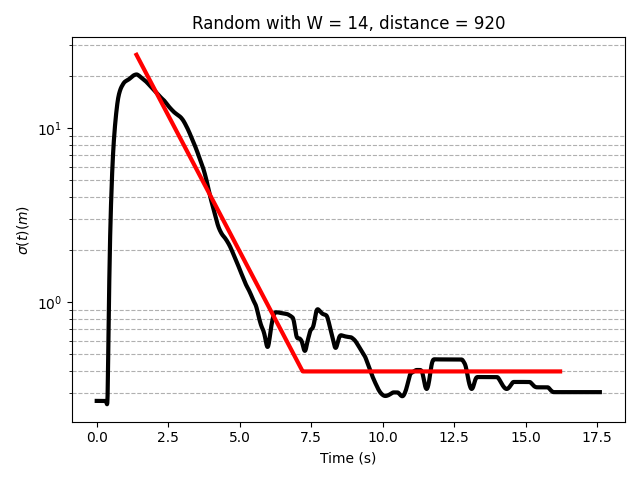 Random with W = 14, distance = 920
σ(t)(m)
10¹
10⁰
0.0 2.5 5.0 7.5 10.0 12.5 15.0 17.5
Time (s)